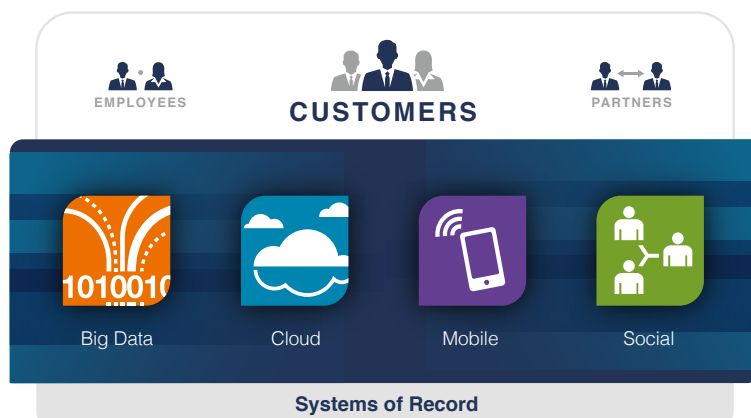 EMPLOYEES
CUSTOMERS
PARTNERS
1010010
Big Data
Cloud
Mobile
Social
Systems of Record